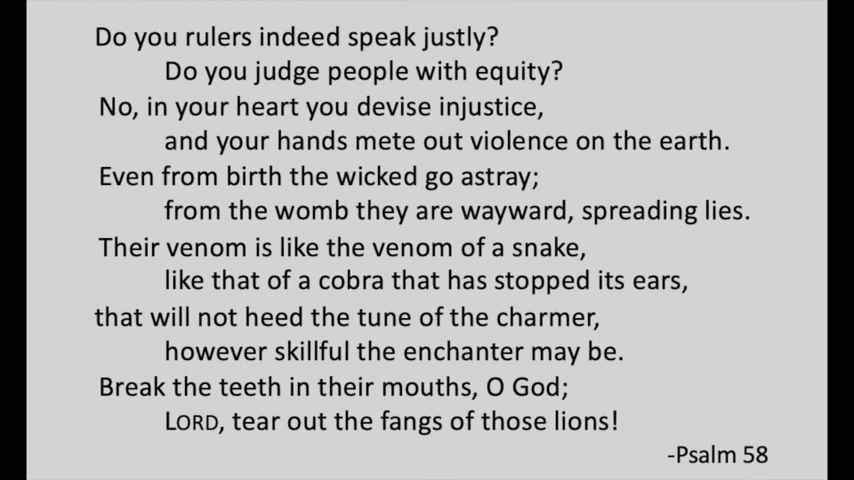 Do you rulers indeed speak justly?
Do you judge people with equity?
No, in your heart you devise injustice,
and your hands mete out violence on the earth.
Even from birth the wicked go astray;
from the womb they are wayward, spreading lies.
Their venom is like the venom of a snake,
like that of a cobra that has stopped its ears,
that will not heed the tune of the charmer,
however skillful the enchanter may be.
Break the teeth in their mouths, O God;
LORD, tear out the fangs of those lions!
-Psalm 58